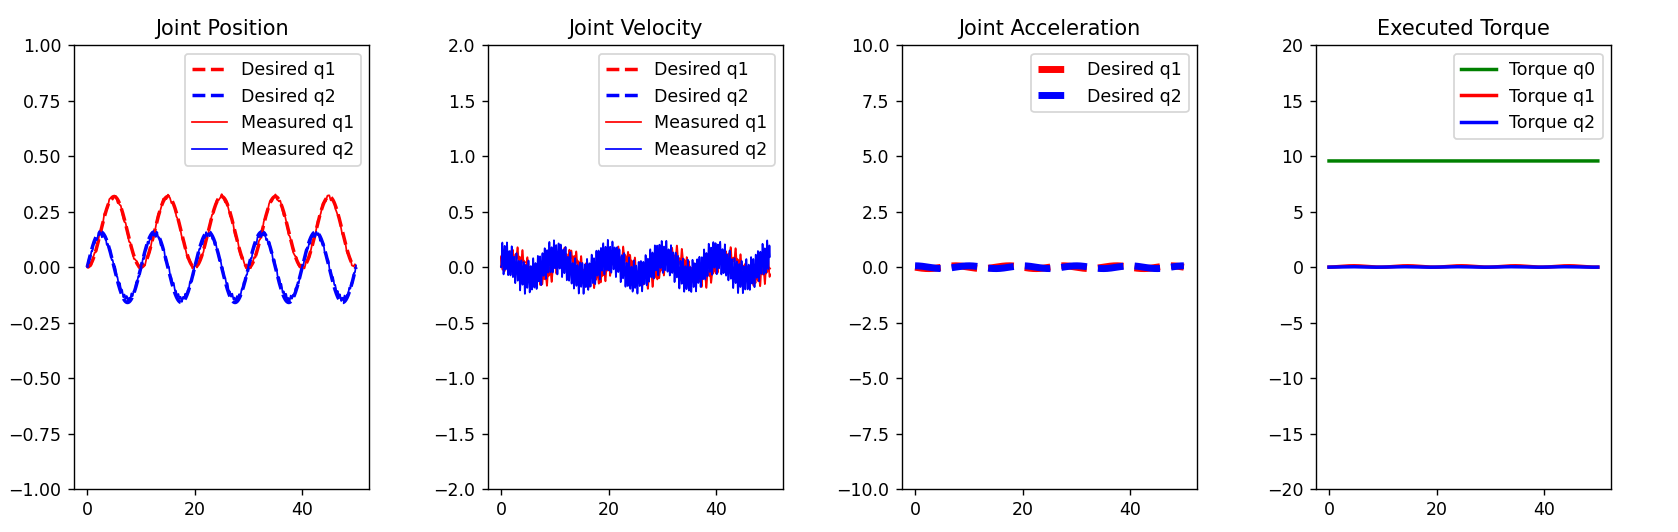 Joint Position
1.00
0.75
0.50
0.25
0.00
−0.25
−0.50
−0.75
−1.00
0
20
40
Desired q1
Desired q2
Measured q1
Measured q2
Joint Velocity
2.0
1.5
1.0
0.5
0.0
−0.5
−1.0
−1.5
−2.0
0
20
40
Desired q1
Desired q2
Measured q1
Measured q2
Joint Acceleration
10.0
7.5
5.0
2.5
0.0
−2.5
−5.0
−7.5
−10.0
0
20
40
Desired q1
Desired q2
Executed Torque
20
15
10
5
0
−5
−10
−15
−20
0
20
40
Torque q0
Torque q1
Torque q2